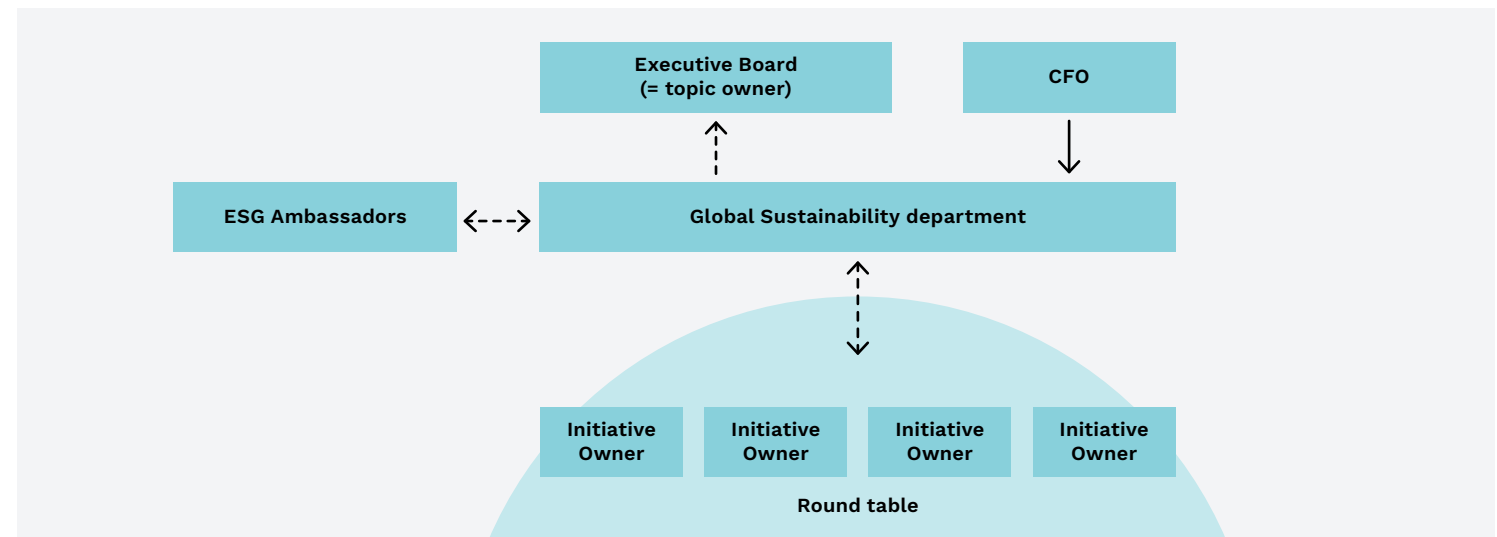 Executive Board
(= topic owner)
CFO
ESG Ambassadors
Global Sustainability department
Initiative
Owner
Initiative
Owner
Initiative
Owner
Initiative
Owner
Round table